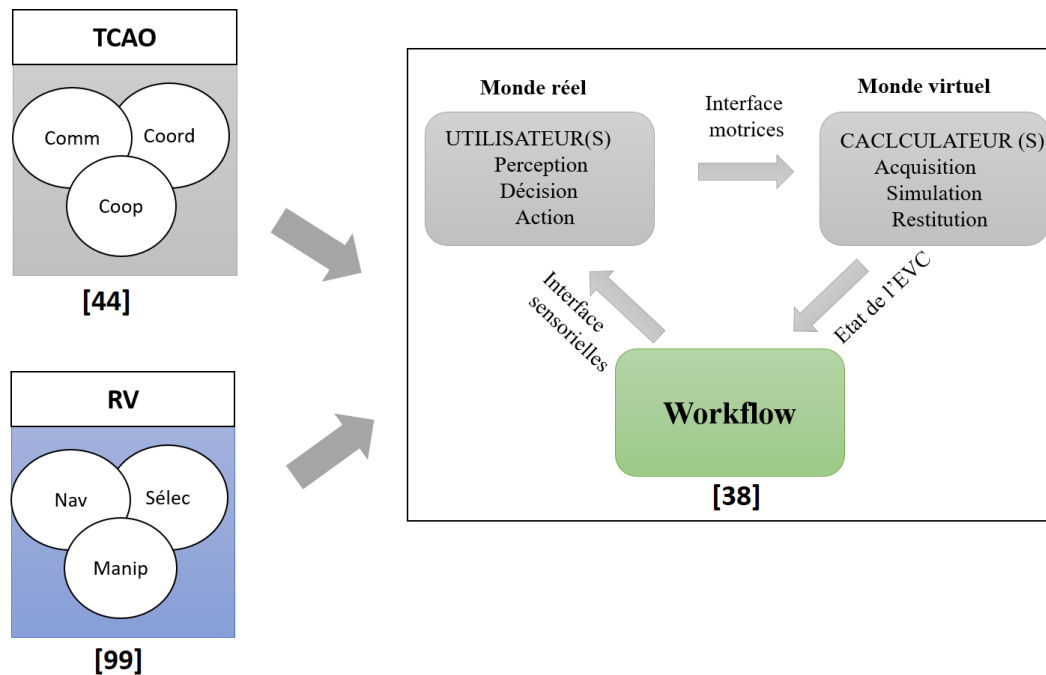 TCAO
Comm
Coord
Coop
[44]
RV
Nav
Sélec
Manip
[99]
Monde réel
UTILISATEUR(S)
Perception
Décision
Action
Interface
motrices
Monde virtuel
CACLCULATEUR (S)
Acquisition
Simulation
Restitution
Etat de l’EVC
Interface
sensorielles
Workflow
[38]